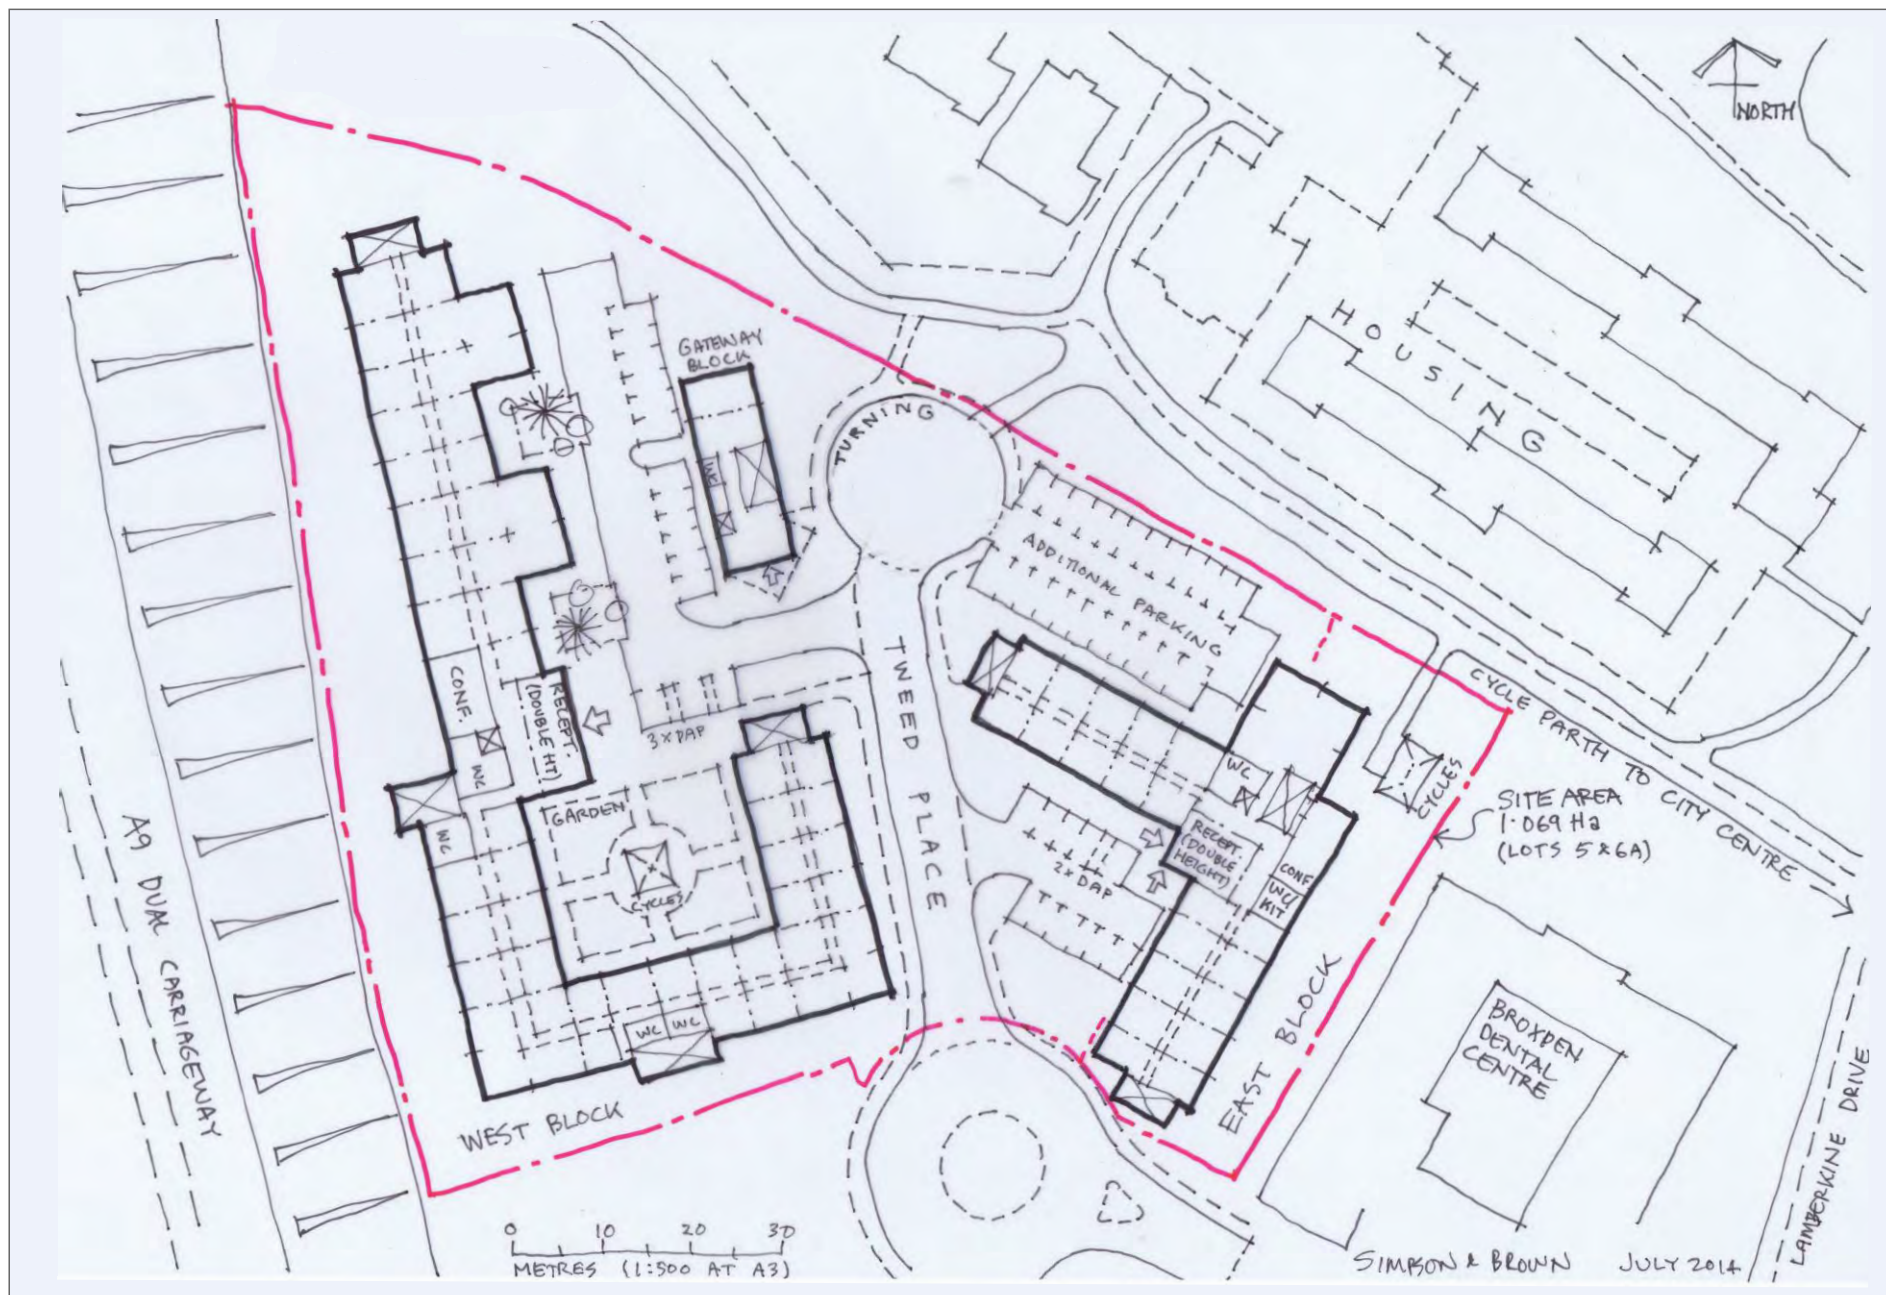 NORTH
GATEWAY
BLOCK
TURNING
HOUSING
ADDITIONAL PARKING
WC
CONF.
RECEPT.
(DOUBLE HT)
3 x DAP
WC
WC
GARDEN
CYCLES
WC
WC
WEST BLOCK
TWEED PLACE
WC
RECEPT.
(DOUBLE
HEIGHT)
CONF
WC/
KIT
2x DAP
CYCLES
EAST BLOCK
CYCLE PARTH TO CITY CENTRE
SITE AREA
1.069 Ha
(LOTS 5 & 6A)
BROXDEN
DENTAL
CENTRE
LAMBERKINE DRIVE
A9 DUAL CARRIAGEWAY
0 10 20 30
METRES (1:500 AT A3)
SIMPSON & BROWN JULY 2014